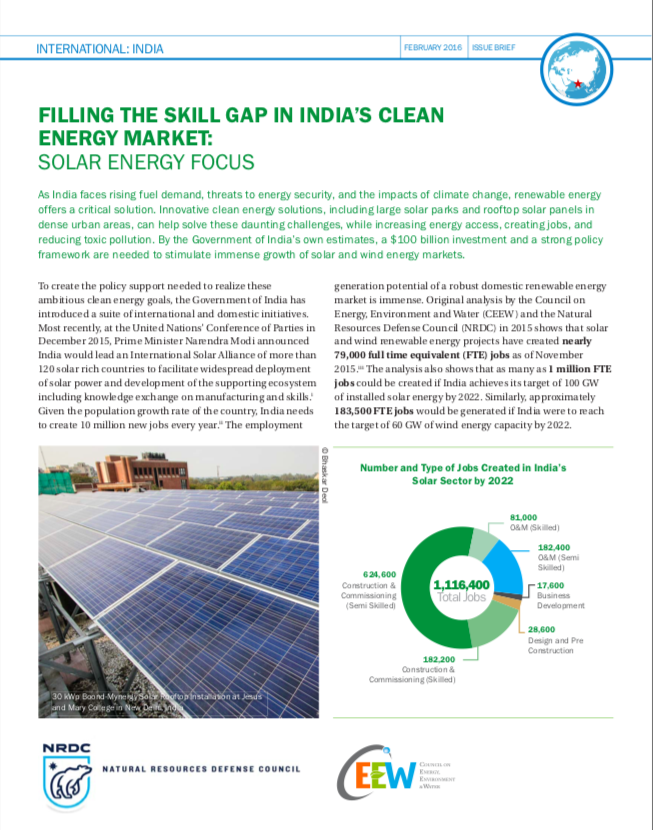 INTERNATIONAL: INDIA
FEBRUARY 2016
ISSUE BRIEF
FILLING THE SKILL GAP IN INDIA'S CLEAN
ENERGY MARKET:
SOLAR ENERGY FOCUS
As India faces rising fuel demand, threats to energy security, and the impacts of climate change, renewable energy
offers a critical solution. Innovative clean energy solutions, including large solar parks and rooftop solar panels in
dense urban areas, can help solve these daunting challenges, while increasing energy access, creating jobs, and
reducing toxic pollution. By the Government of India's own estimates, a $100 billion investment and a strong policy
framework are needed to stimulate immense growth of solar and wind energy markets.
To create the policy support needed to realize these
ambitious clean energy goals, the Government of India has
introduced a suite of international and domestic initiatives.
Most recently, at the United Nations' Conference of Parties in
December 2015, Prime Minister Narendra Modi announced
India would lead an International Solar Alliance of more than
120 solar rich countries to facilitate widespread deployment
of solar power and development of the supporting ecosystem
including knowledge exchange on manufacturing and skills.i
Given the population growth rate of the country, India needs
to create 10 million new jobs every year.ii The employment
generation potential of a robust domestic renewable energy
market is immense. Original analysis by the Council on
Energy, Environment and Water (CEEW) and the Natural
Resources Defense Council (NRDC) in 2015 shows that solar
and wind renewable energy projects have created nearly
79,000 full time equivalent (FTE) jobs as of November
2015.iii The analysis also shows that as many as 1 million FTE
jobs could be created if India achieves its target of 100 GW
of installed solar energy by 2022. Similarly, approximately
183,500 FTE jobs would be generated if India were to reach
the target of 60 GW of wind energy capacity by 2022.
© Bhaskar Deol
30 kWp Boond-Mynergy Solar Rooftop Installation at Jesus
and Mary College in New Delhi, India
Number and Type of Jobs Created in India's
Solar Sector by 2022
81,000
O&M (Skilled)
182,400
O&M (Semi
Skilled)
17,600
Business
Development
28,600
Design and Pre
Construction
182,200
Construction &
Commissioning (Skilled)
624,600
Construction &
Commissioning
(Semi Skilled)
1,116,400
Total Jobs
NRDC
NATURAL RESOURCES DEFENSE COUNCIL
CEEW
COUNCIL ON
ENERGY,
ENVIRONMENT
& WATER